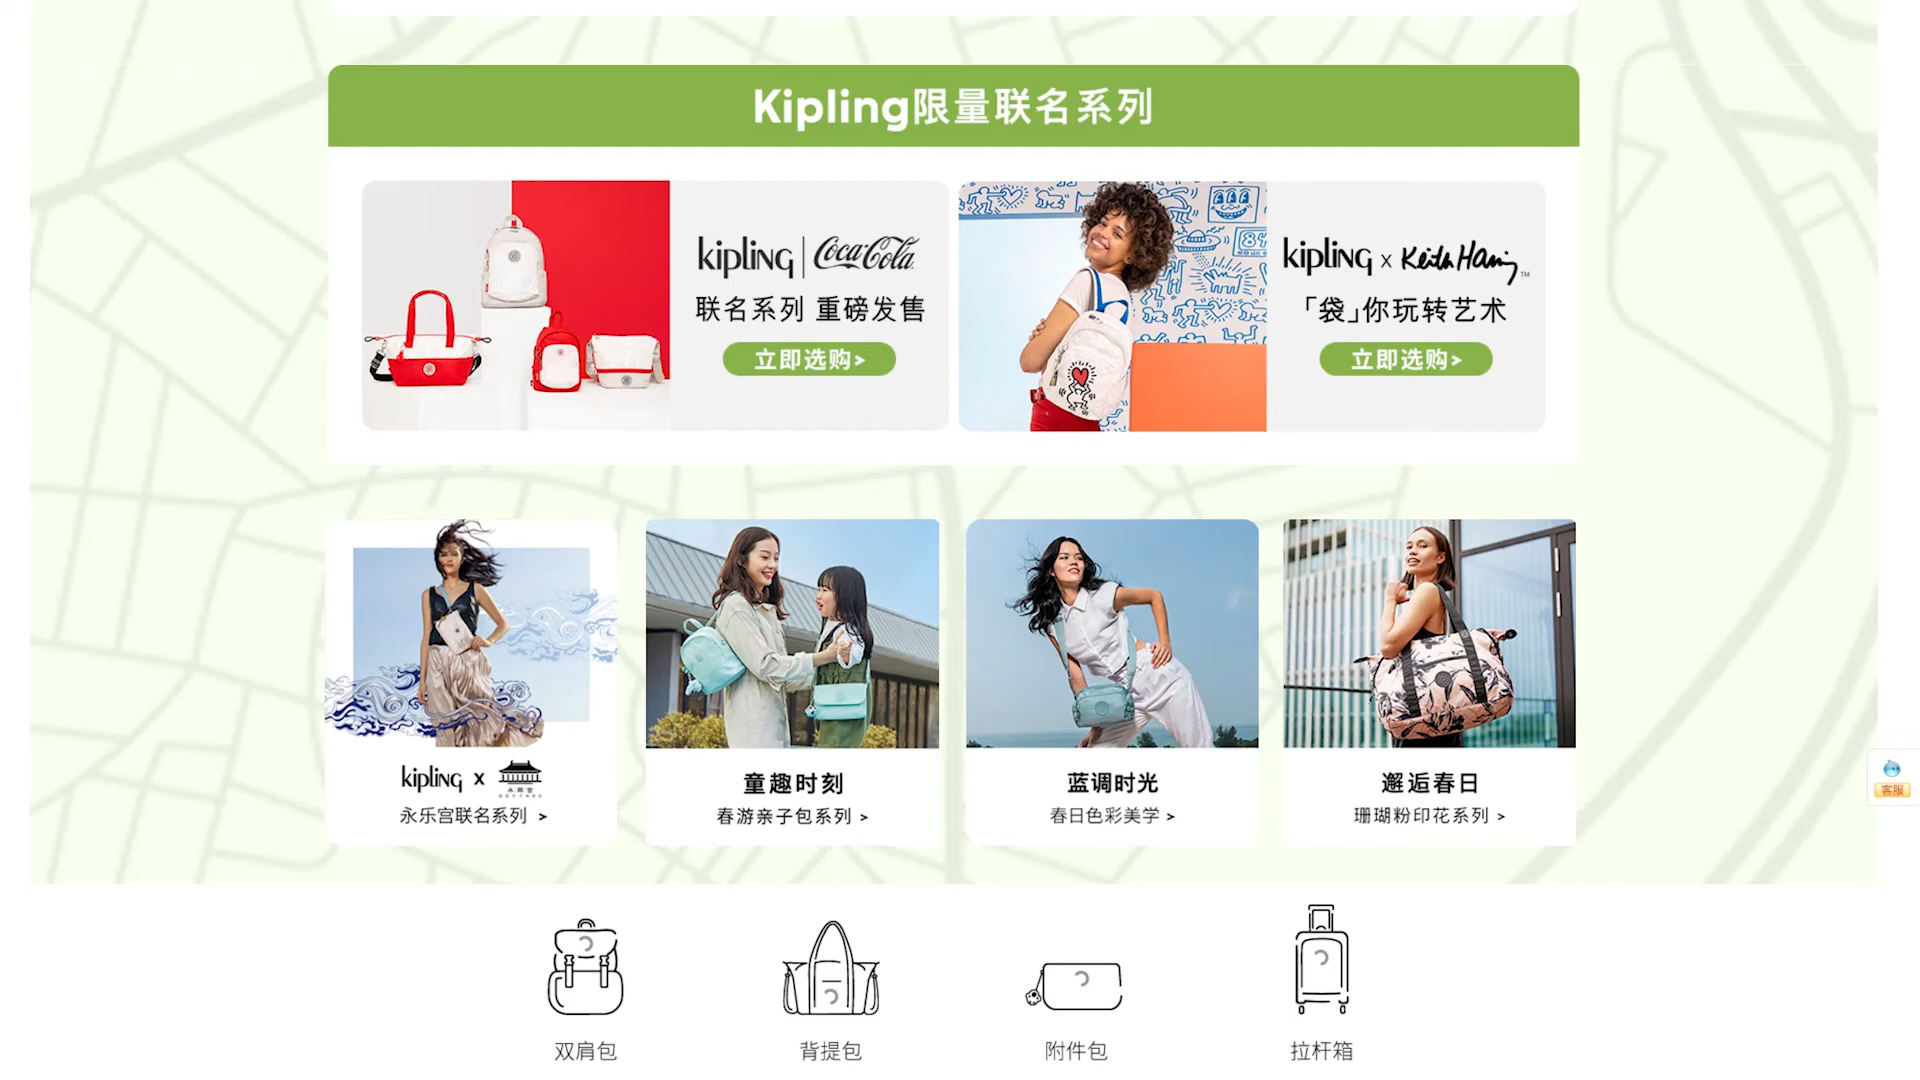 Kipling限量联名系列
kipling | Coca-Cola
联名系列 重磅发售
立即选购>
kipling x Keith Haring™
「袋」你玩转艺术
立即选购>
84
kipling x
永乐宫联名系列 >
童趣时刻
春游亲子包系列 >
蓝调时光
春日色彩美学 >
邂逅春日
珊瑚粉印花系列 >
客服
双肩包
背提包
附件包
拉杆箱